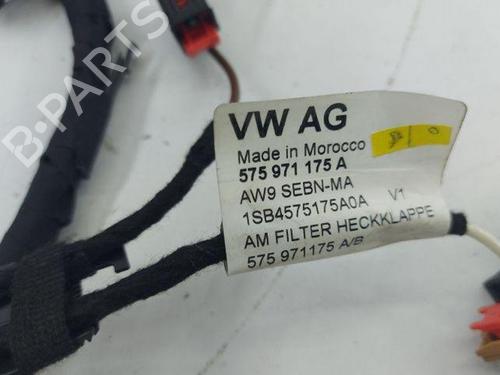 B-PARTS
VW AG
Made in Morocco
575 971 175 A
AW9 SEBN-MA
1SB4575175A0A V1
AM FILTER HECKKLAPPE
575 971175 A/B